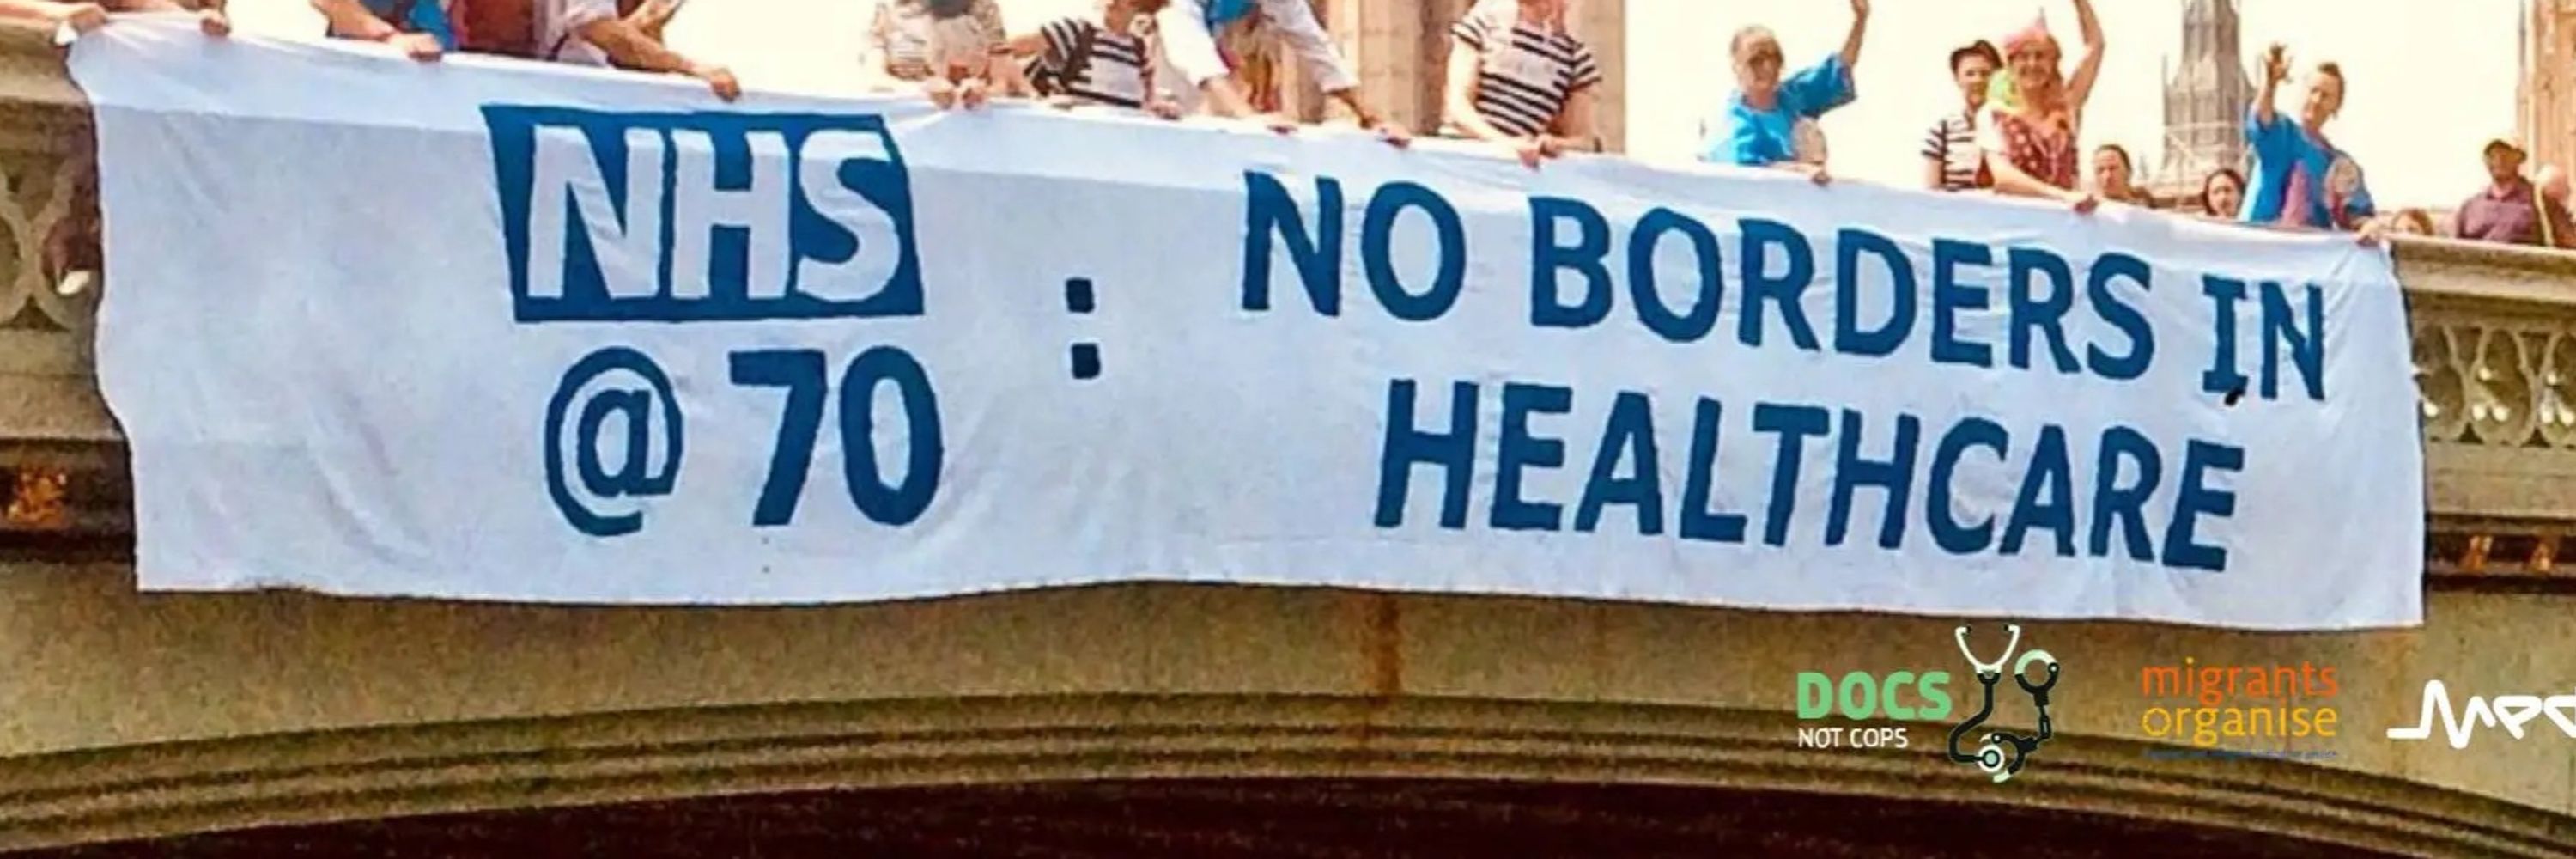 NHS
@ 70
:
NO BORDERS IN
HEALTHCARE
DOCS
NOT COPS
migrants
organise